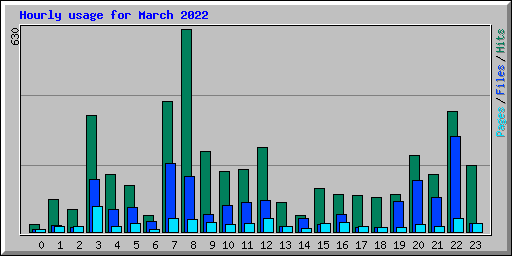 Hourly usage for March 2022
630
Pages/Files/Hits
0 1 2 3 4 5 6 7 8 9 10 11 12 13 14 15 16 17 18 19 20 21 22 23